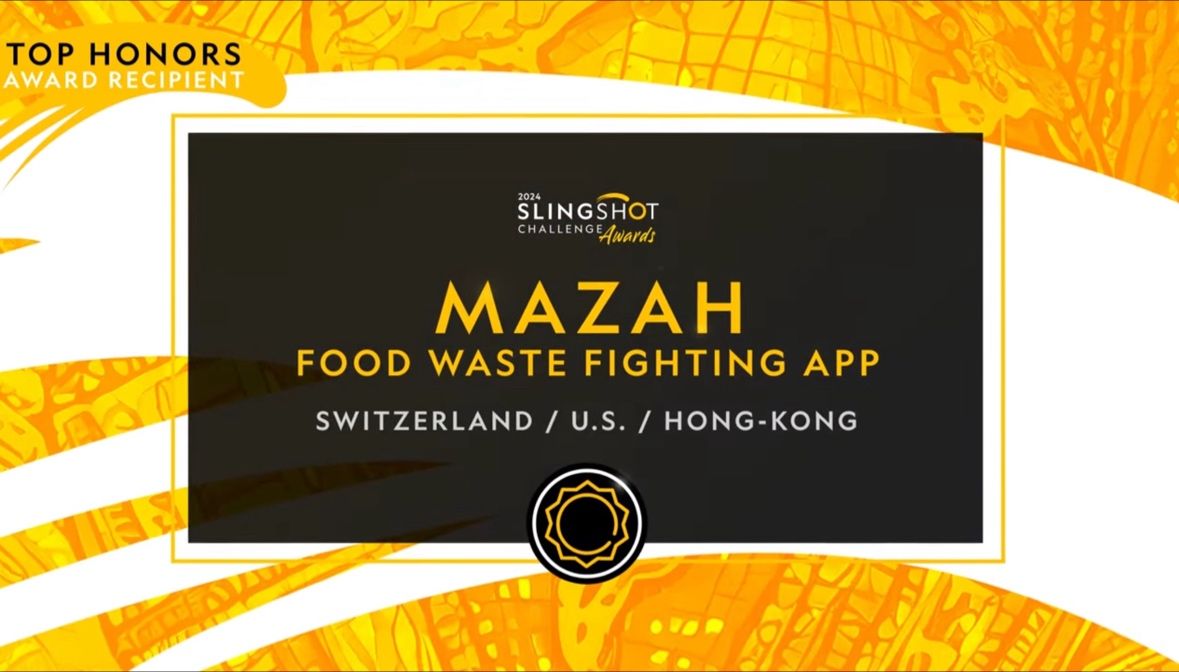 TOP HONORS
AWARD RECIPIENT
2024
SLINGSHOT
CHALLENGE Awards
MAZAH
FOOD WASTE FIGHTING APP
SWITZERLAND / U.S. / HONG-KONG